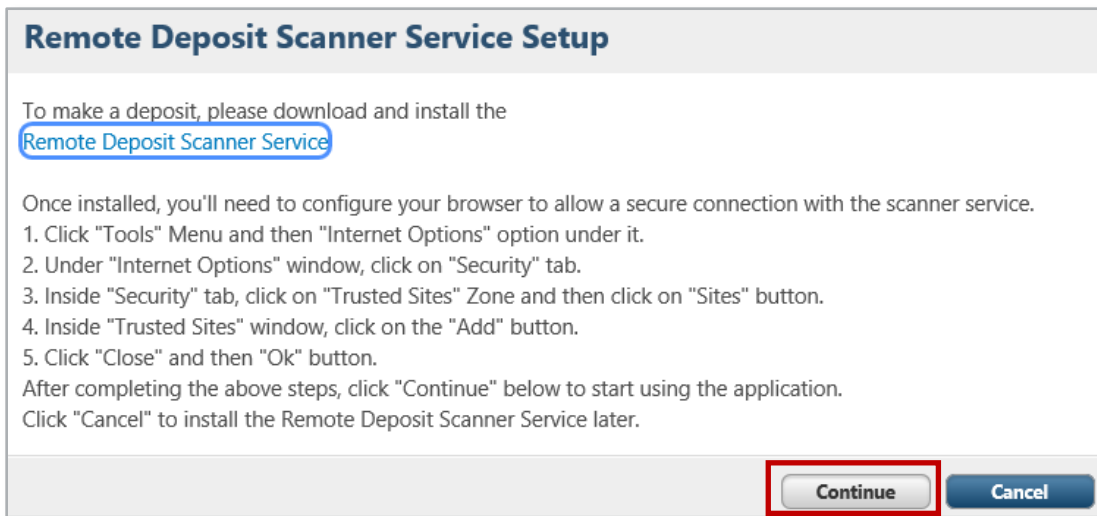 Remote Deposit Scanner Service Setup
To make a deposit, please download and install the
Remote Deposit Scanner Service
Once installed, you'll need to configure your browser to allow a secure connection with the scanner service.
1. Click "Tools" Menu and then "Internet Options" option under it.
2. Under "Internet Options" window, click on "Security" tab.
3. Inside "Security" tab, click on "Trusted Sites" Zone and then click on "Sites" button.
4. Inside "Trusted Sites" window, click on the "Add" button.
5. Click "Close" and then "Ok" button.
After completing the above steps, click "Continue" below to start using the application.
Click "Cancel" to install the Remote Deposit Scanner Service later.
Continue Cancel